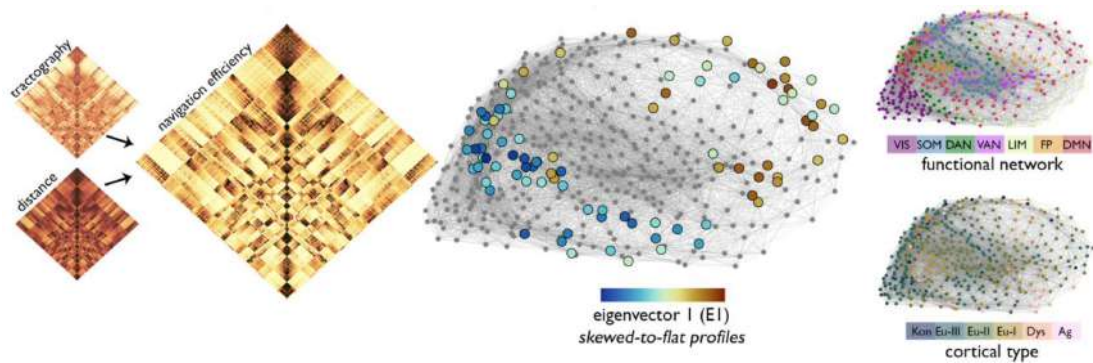 tractography
distance
navigation efficiency
eigenvector 1 (E1)
skewed-to-flat profiles
VIS SOM DAN VAN LIM FP DMN
functional network
Kon Eu-III Eu-II Eu-I Dys Ag
cortical type